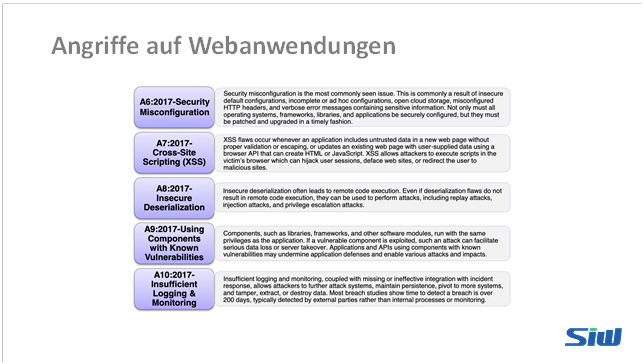 Angriffe auf Webanwendungen
A6:2017-Security
Misconfiguration
Security misconfiguration is the most commonly seen issue. This is commonly a result of insecure
default configurations, incomplete or ad hoc configurations, open cloud storage, misconfigured
HTTP headers, and verbose error messages containing sensitive information. Not only must all
operating systems, frameworks, libraries, and applications be securely configured, but they must
be patched and upgraded in a timely fashion.
A7:2017-
Cross-Site
Scripting (XSS)
XSS flaws occur whenever an application includes untrusted data in a new web page without
proper validation or escaping, or updates an existing web page with user-supplied data using a
browser API that can create HTML or JavaScript. XSS allows attackers to execute scripts in the
victim's browser which can hijack user sessions, deface web sites, or redirect the user to
malicious sites.
A8:2017-
Insecure
Deserialization
Insecure deserialization often leads to remote code execution. Even if deserialization flaws do not
result in remote code execution, they can be used to perform attacks, including replay attacks,
injection attacks, and privilege escalation attacks.
A9:2017-Using
Components
with Known
Vulnerabilities
Components, such as libraries, frameworks, and other software modules, run with the same
privileges as the application. If a vulnerable component is exploited, such an attack can facilitate
serious data loss or server takeover. Applications and APIs using components with known
vulnerabilities may undermine application defenses and enable various attacks and impacts.
A10:2017-
Insufficient
Logging &
Monitoring
Insufficient logging and monitoring, coupled with missing or ineffective integration with incident
response, allows attackers to further attack systems, maintain persistence, pivot to more systems,
and tamper, extract, or destroy data. Most breach studies show time to detect a breach is over
200 days, typically detected by external parties rather than internal processes or monitoring.
SiW